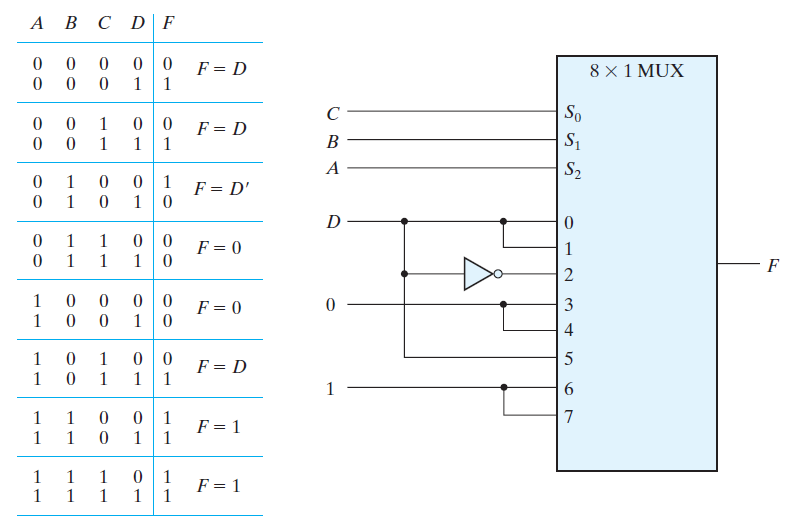 A B C D F
0 0 0 0 0 F = D
0 0 0 1 1
0 0 1 0 0 F = D
0 0 1 1 1
0 1 0 0 1 F = D'
0 1 0 1 0
0 1 1 0 0 F = 0
0 1 1 1 0
1 0 0 0 0 F = 0
1 0 0 1 0
1 0 1 0 0 F = D
1 0 1 1 1
1 1 0 0 1 F = 1
1 1 0 1 1
1 1 1 0 1 F = 1
1 1 1 1 1
8 × 1 MUX
C S₀
B S₁
A S₂
D 0
1
2
0 3
4
5
1 6
7
F